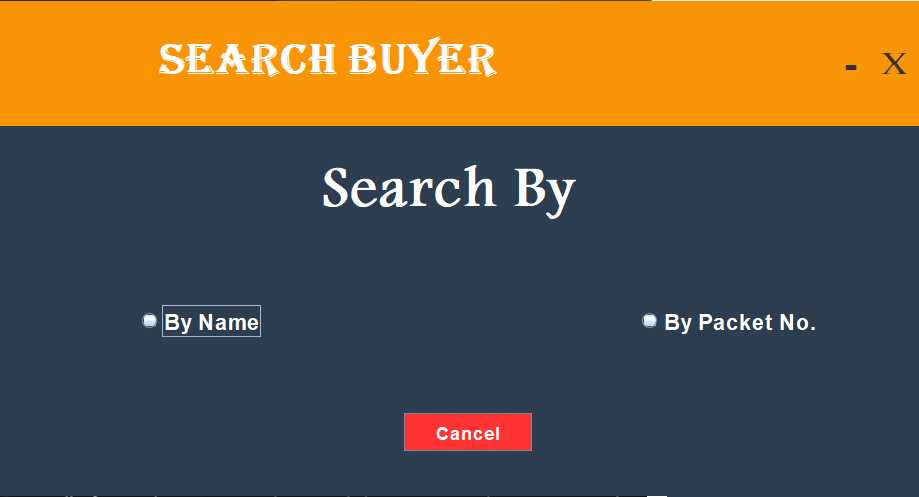 SEARCH BUYER
- X
Search By
By Name
By Packet No.
Cancel